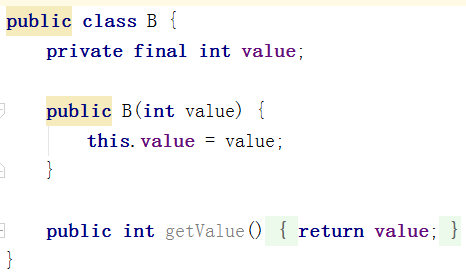 public class B {
    private final int value;

    public B(int value) {
        this.value = value;
    }

    public int getValue() { return value; }
}